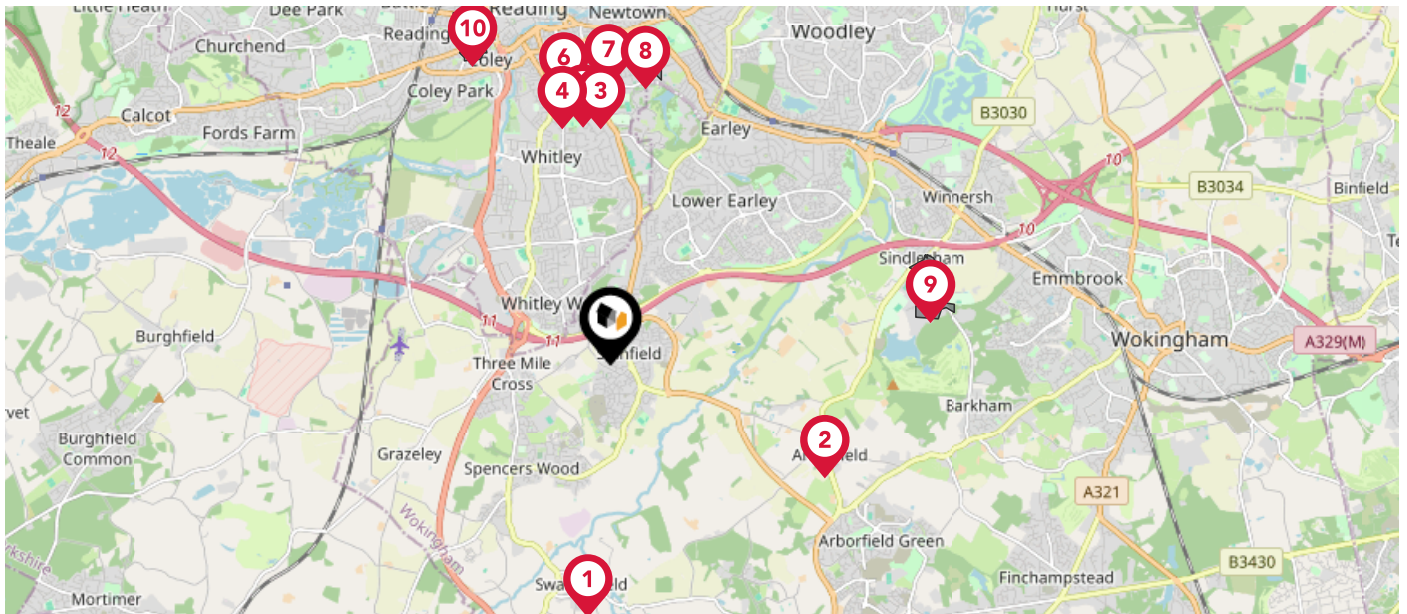 Little Heath
Dee Park
Reading
Newtown
Hurst
10
Reading
Woodley
Churchend
6
7
8
Coley
Coley Park
4
3
B3030
12
Calcot
Fords Farm
Earley
Theale
12
Whitley
10
B3034
Binfield
Lower Earley
Winnersh
10
Sindlesham
Emmbrook
9
Whitley
11
11
Burghfield
Three Mile
Cross
Wokingham
A329(M)
Barkham
2
Burghfield
Common
Grazeley
Spencers Wood
A321
Wokingham
Arborfield Green
B3430
1
Finchampstead
Mortimer